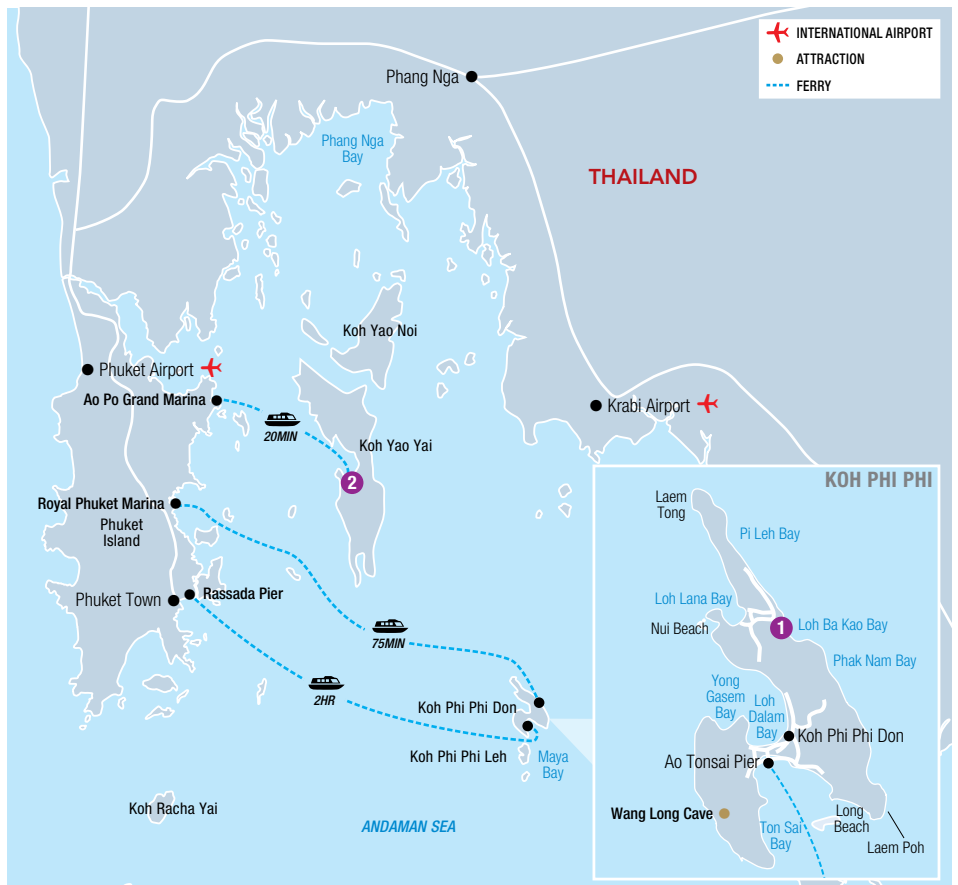 INTERNATIONAL AIRPORT
ATTRACTION
FERRY
Phang Nga
Phang Nga
Bay
THAILAND
Koh Yao Noi
Phuket Airport
Ao Po Grand Marina
20MIN
Krabi Airport
Koh Yao Yai
2
Royal Phuket Marina
Phuket
Island
Phuket Town
Rassada Pier
75MIN
2HR
Koh Phi Phi Don
Koh Phi Phi Leh
Maya
Bay
Koh Racha Yai
ANDAMAN SEA
KOH PHI PHI
Laem
Tong
Pi Leh Bay
Loh Lana Bay
Nui Beach
1
Loh Ba Kao Bay
Phak Nam Bay
Yong
Gasem
Bay
Loh
Dalam
Bay
Koh Phi Phi Don
Ao Tonsai Pier
Wang Long Cave
Ton Sai
Bay
Long
Beach
Laem Poh